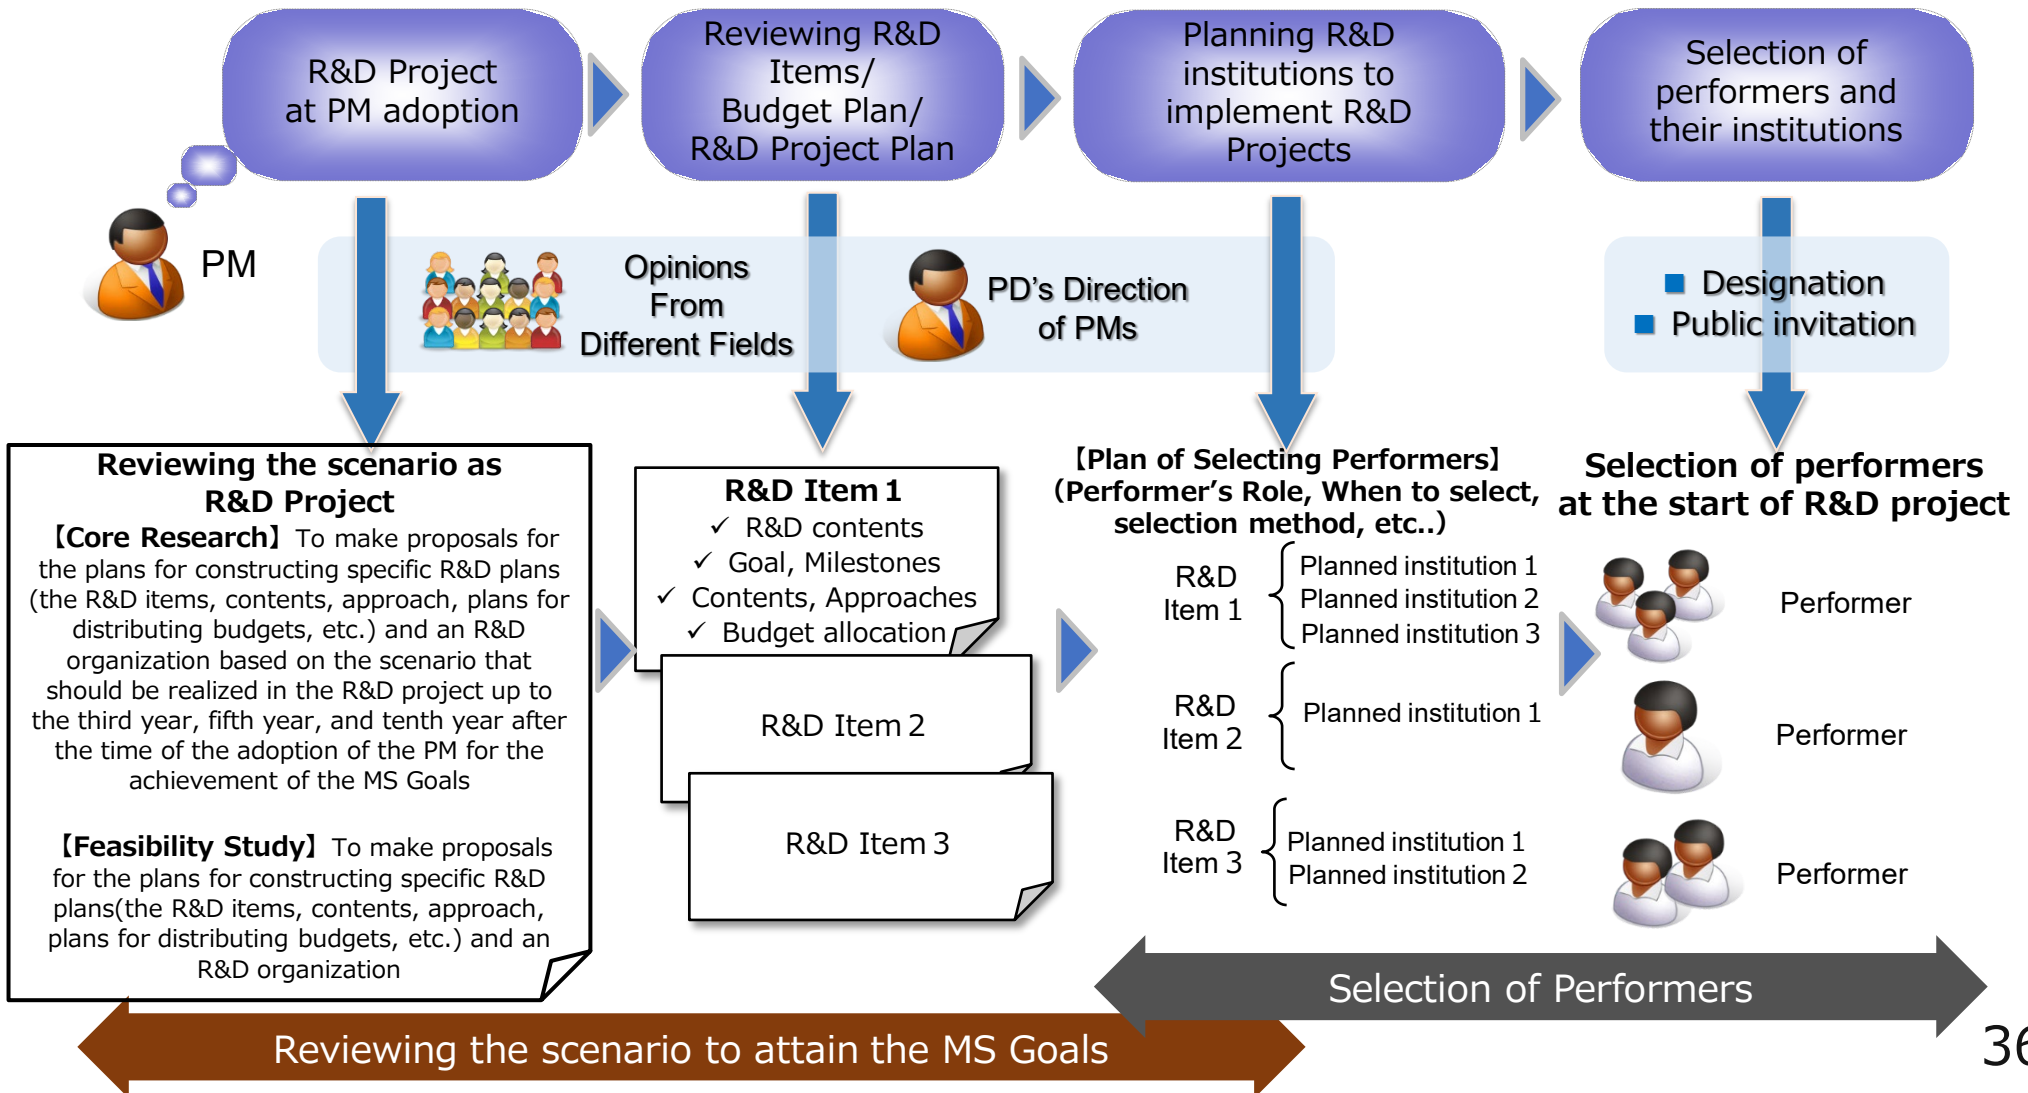 R&D Project
at PM adoption
Reviewing R&D
Items/
Budget Plan/
R&D Project Plan
Planning R&D
institutions to
implement R&D
Projects
Selection of
performers and
their institutions
PM
Opinions
From
Different Fields
PD’s Direction
of PMs
■ Designation
■ Public invitation
Reviewing the scenario as
R&D Project
【Core Research】To make proposals for
the plans for constructing specific R&D plans
(the R&D items, contents, approach, plans for
distributing budgets, etc.) and an R&D
organization based on the scenario that
should be realized in the R&D project up to
the third year, fifth year, and tenth year after
the time of the adoption of the PM for the
achievement of the MS Goals
【Feasibility Study】To make proposals
for the plans for constructing specific R&D
plans(the R&D items, contents, approach,
plans for distributing budgets, etc.) and an
R&D organization
R&D Item 1
✓ R&D contents
✓ Goal, Milestones
✓ Contents, Approaches
✓ Budget allocation
R&D Item 2
R&D Item 3
【Plan of Selecting Performers】
(Performer’s Role, When to select,
selection method, etc..)
R&D
Item 1
Planned institution 1
Planned institution 2
Planned institution 3
R&D
Item 2
Planned institution 1
R&D
Item 3
Planned institution 1
Planned institution 2
Selection of performers
at the start of R&D project
Performer
Performer
Performer
Selection of Performers
Reviewing the scenario to attain the MS Goals
36